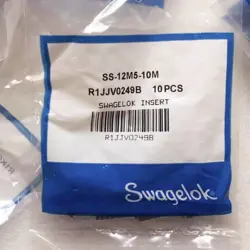 SS-12M5-10M
R1JJV0249B 10PCS
SWAGELOK INSERT
R1JJV0249B
Swagelok